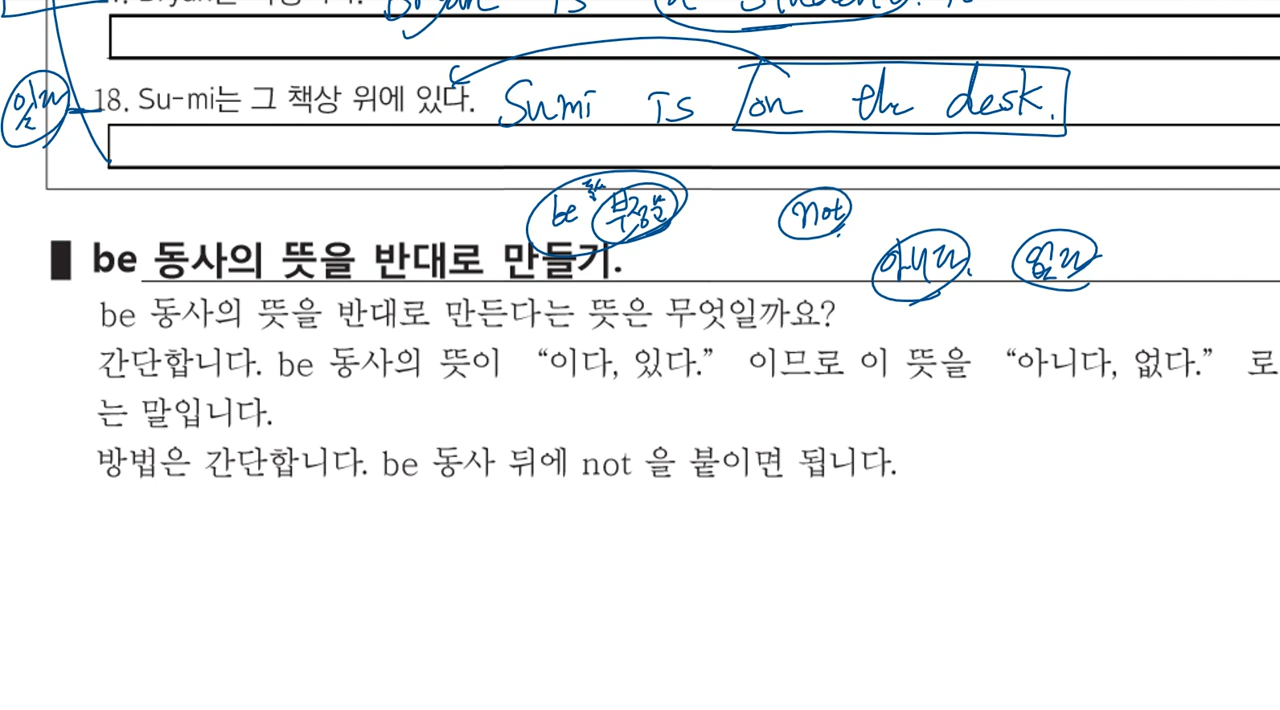 is
18. Su-mi는 그 책상 위에 있다. Sumi is on the desk.
be 동사 부정문 not
■ be 동사의 뜻을 반대로 만들기.
아니다. 없다
be 동사의 뜻을 반대로 만든다는 뜻은 무엇일까요?
간단합니다. be 동사의 뜻이 “이다, 있다.” 이므로 이 뜻을 “아니다, 없다.” 로
는 말입니다.
방법은 간단합니다. be 동사 뒤에 not 을 붙이면 됩니다.